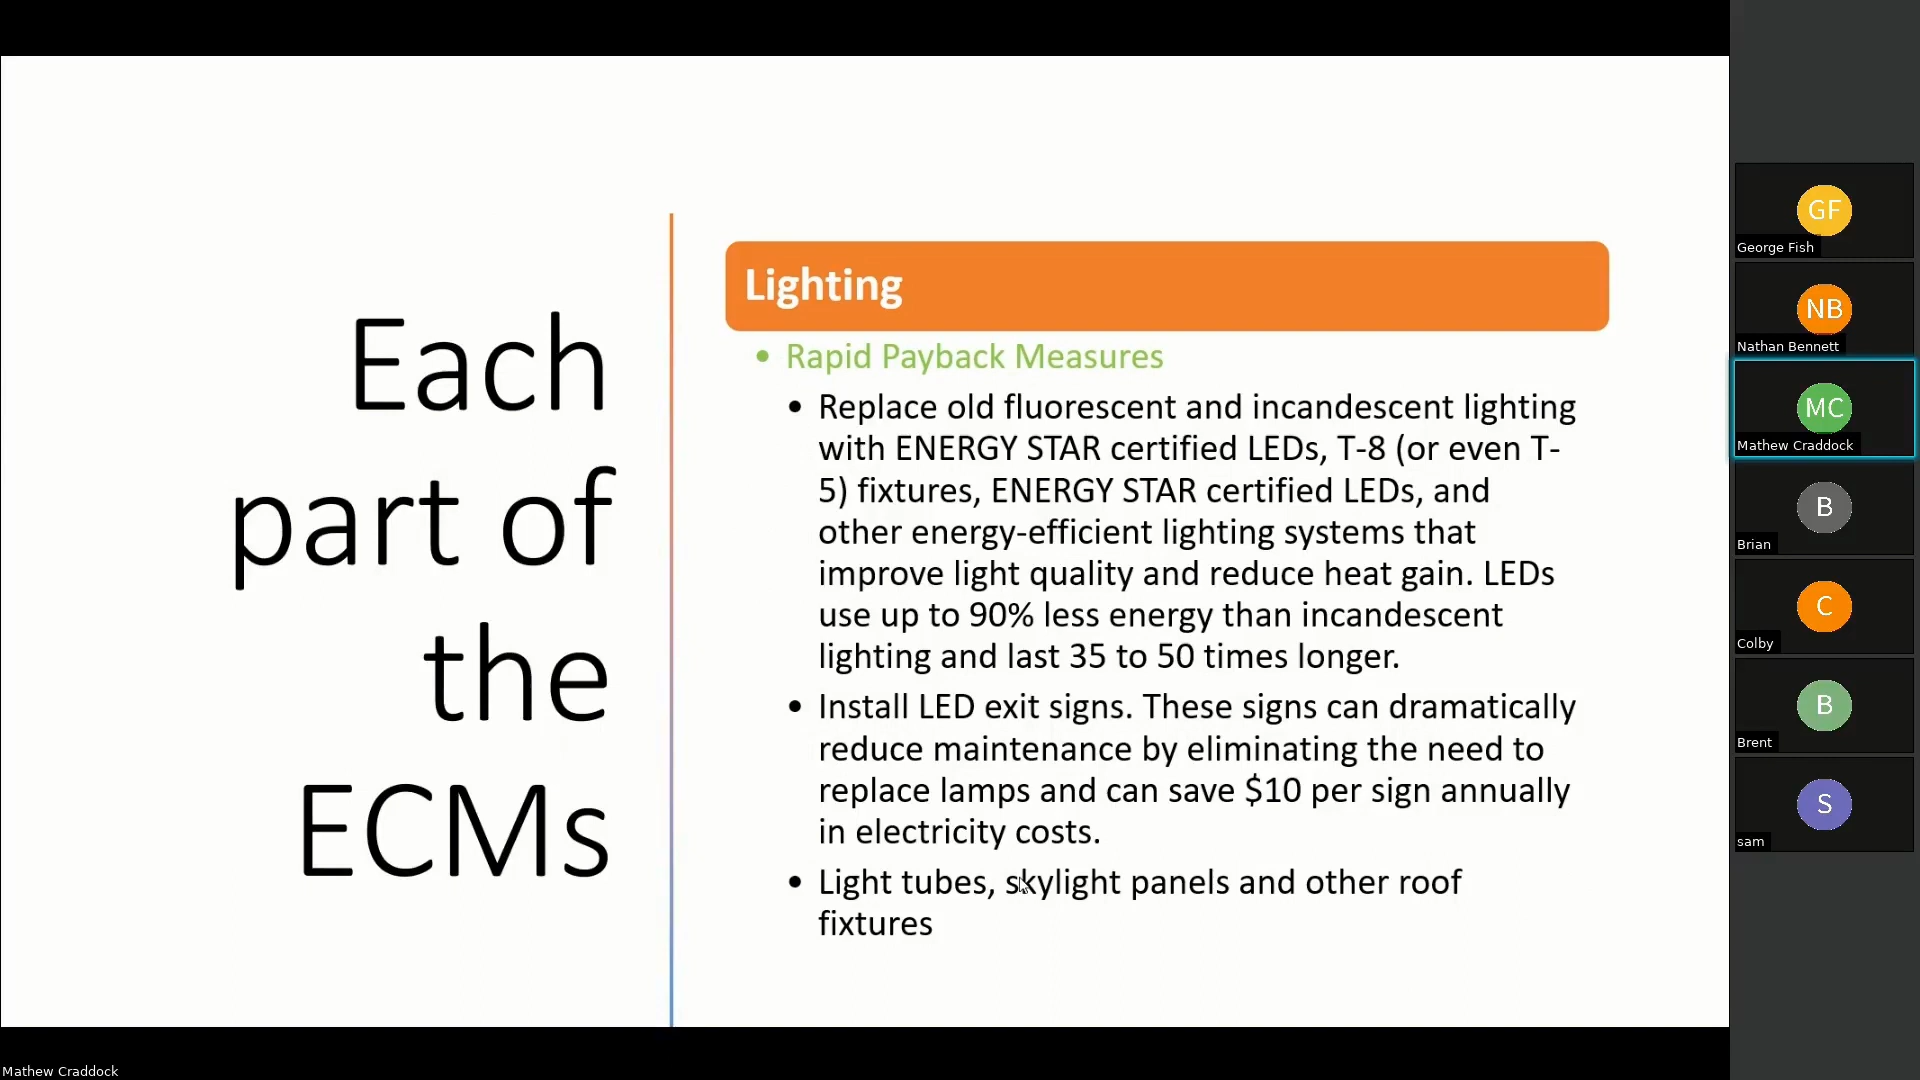 Each
part of
the
ECMs
Lighting
• Rapid Payback Measures
• Replace old fluorescent and incandescent lighting
with ENERGY STAR certified LEDs, T-8 (or even T-
5) fixtures, ENERGY STAR certified LEDs, and
other energy-efficient lighting systems that
improve light quality and reduce heat gain. LEDs
use up to 90% less energy than incandescent
lighting and last 35 to 50 times longer.
• Install LED exit signs. These signs can dramatically
reduce maintenance by eliminating the need to
replace lamps and can save $10 per sign annually
in electricity costs.
• Light tubes, skylight panels and other roof
fixtures
GF
George Fish
NB
Nathan Bennett
MC
Mathew Craddock
B
Brian
C
Colby
B
Brent
S
sam
Mathew Craddock